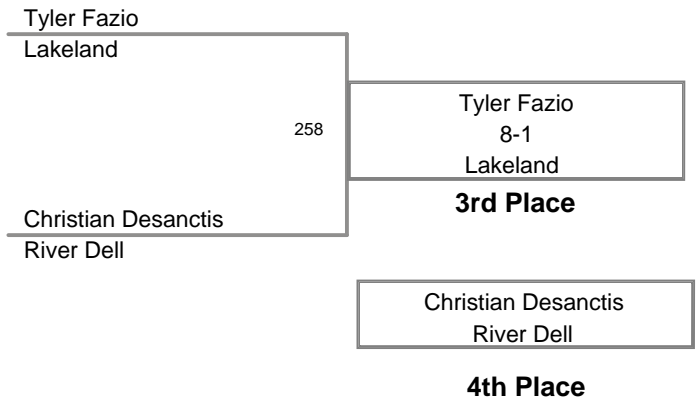 Tyler Fazio
Lakeland
258
Tyler Fazio
8-1
Lakeland
3rd Place
Christian Desanctis
River Dell
Christian Desanctis
River Dell
4th Place